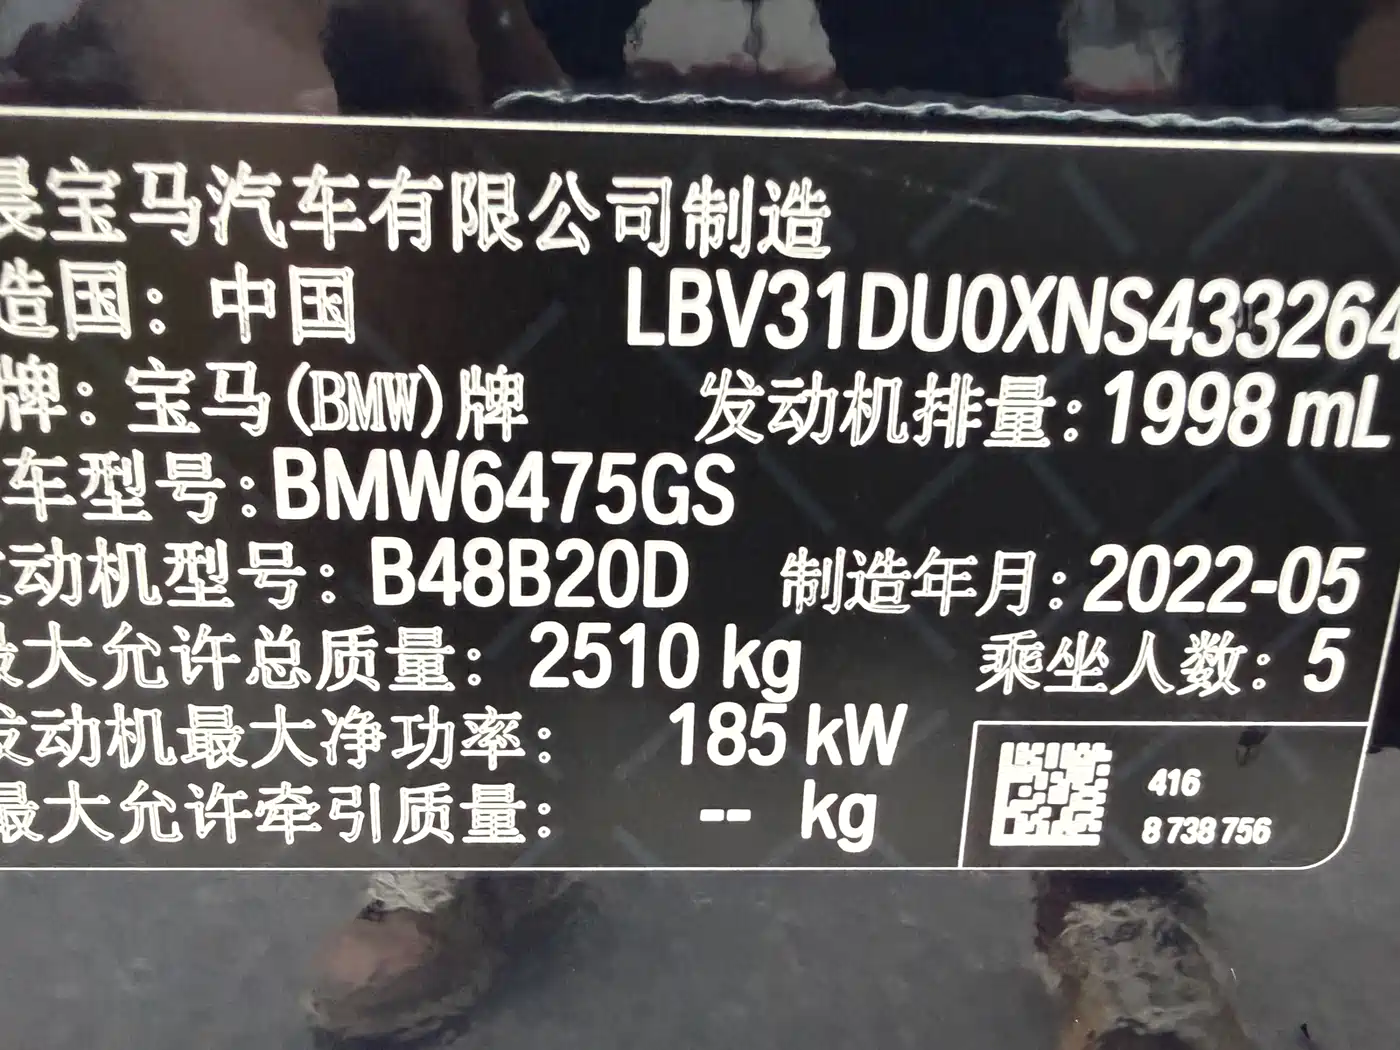 晨宝马汽车有限公司制造
造国: 中国 LBV31DU0XNS433264
牌: 宝马(BMW)牌 发动机排量: 1998 mL
车型号: BMW6475GS
发动机型号: B48B20D 制造年月: 2022-05
最大允许总质量: 2510 kg 乘坐人数: 5
发动机最大净功率: 185 kW
最大允许牵引质量: -- kg
416
8 738 756